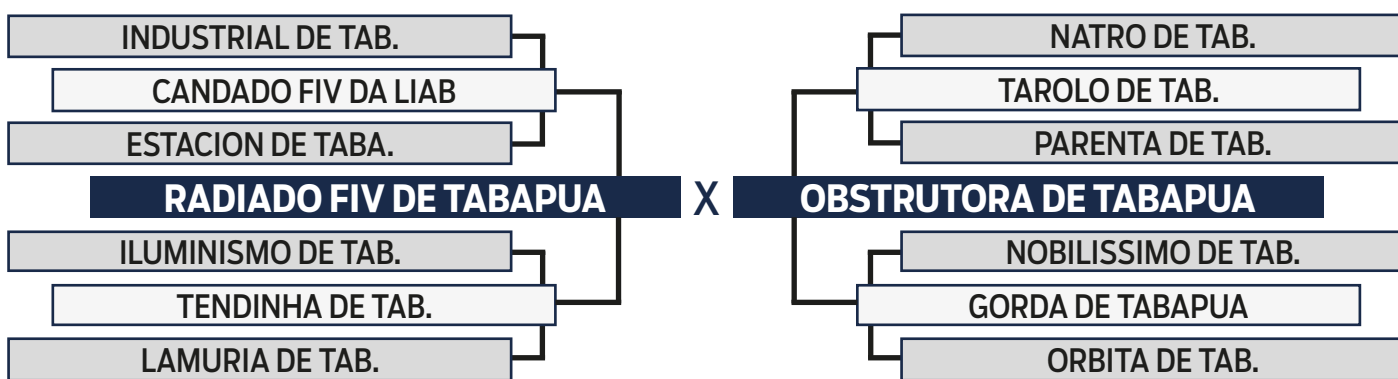 INDUSTRIAL DE TAB.
CANDADO FIV DA LIAB
ESTACION DE TABA.
RADIADO FIV DE TABAPUA
ILUMINISMO DE TAB.
TENDINHA DE TAB.
LAMURIA DE TAB.
X
NATRO DE TAB.
TAROLO DE TAB.
PARENTA DE TAB.
OBSTRUTORA DE TABAPUA
NOBILISSIMO DE TAB.
GORDA DE TABAPUA
ORBITA DE TAB.